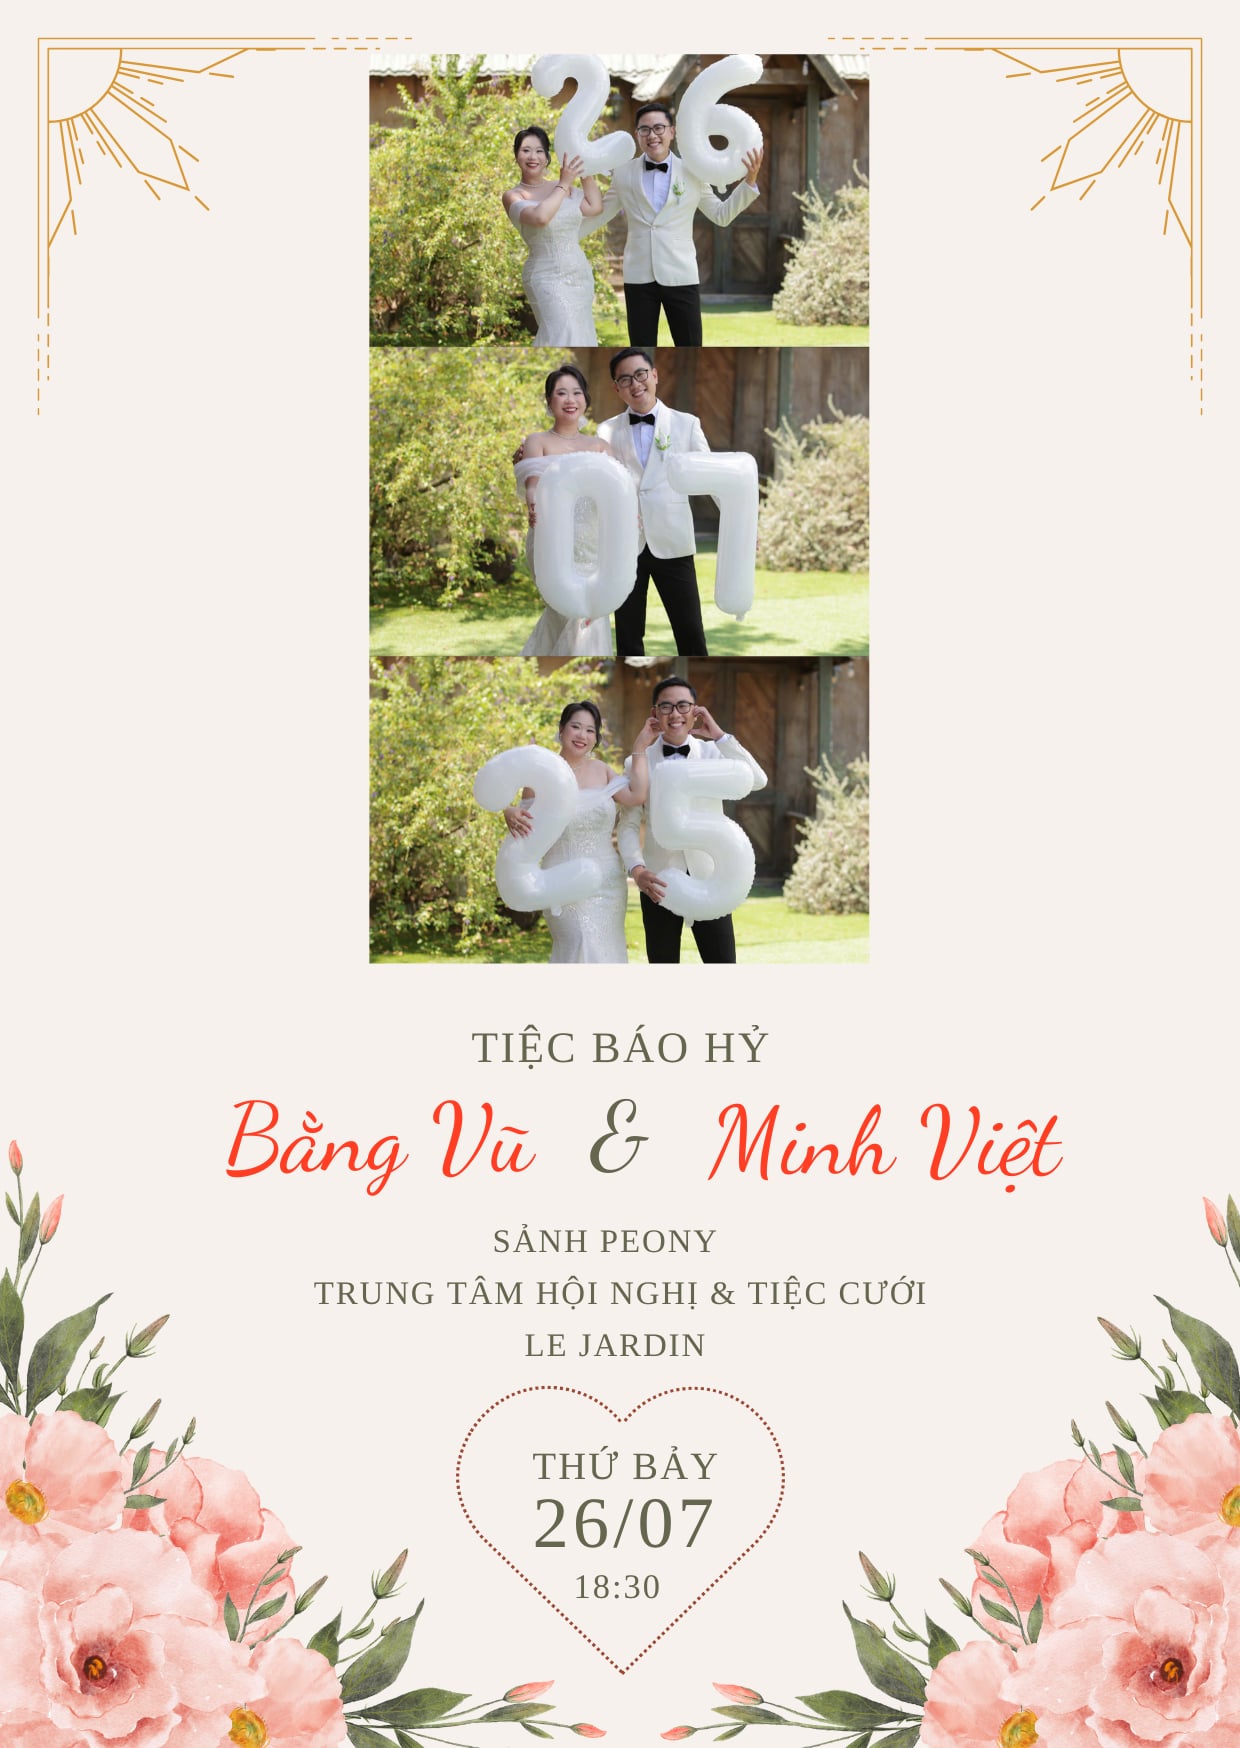 26
07
25
TIỆC BÁO HỶ
Bằng Vũ & Minh Việt
SẢNH PEONY
TRUNG TÂM HỘI NGHỊ & TIỆC CƯỚI
LE JARDIN
THỨ BẢY
26/07
18:30